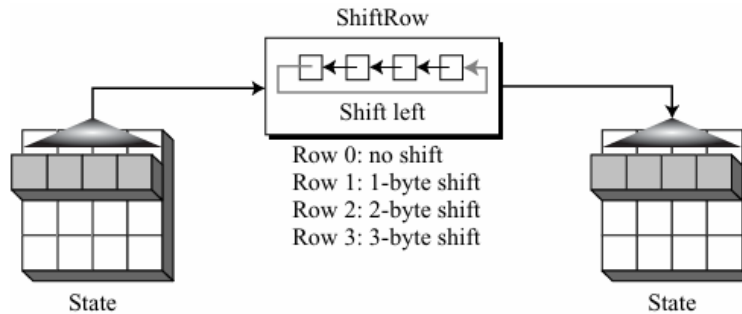 ShiftRow
Shift left
Row 0: no shift
Row 1: 1-byte shift
Row 2: 2-byte shift
Row 3: 3-byte shift
State
State